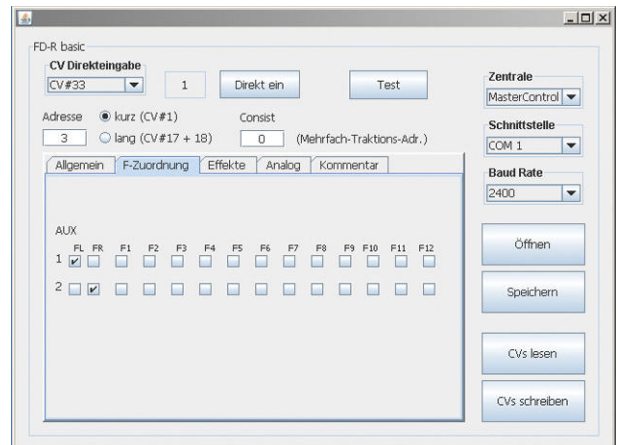 FD-R basic
CV Direkteingabe
CV#33 1 Direkt ein Test
Adresse kurz (CV#1) Consist
3 lang (CV#17 + 18) 0 (Mehrfach-Traktions-Adr.)
Allgemein F-Zuordnung Effekte Analog Kommentar
AUX
FL FR F1 F2 F3 F4 F5 F6 F7 F8 F9 F10 F11 F12
1
2
Zentrale
MasterControl
Schnittstelle
COM 1
Baud Rate
2400
Öffnen
Speichern
CVs lesen
CVs schreiben